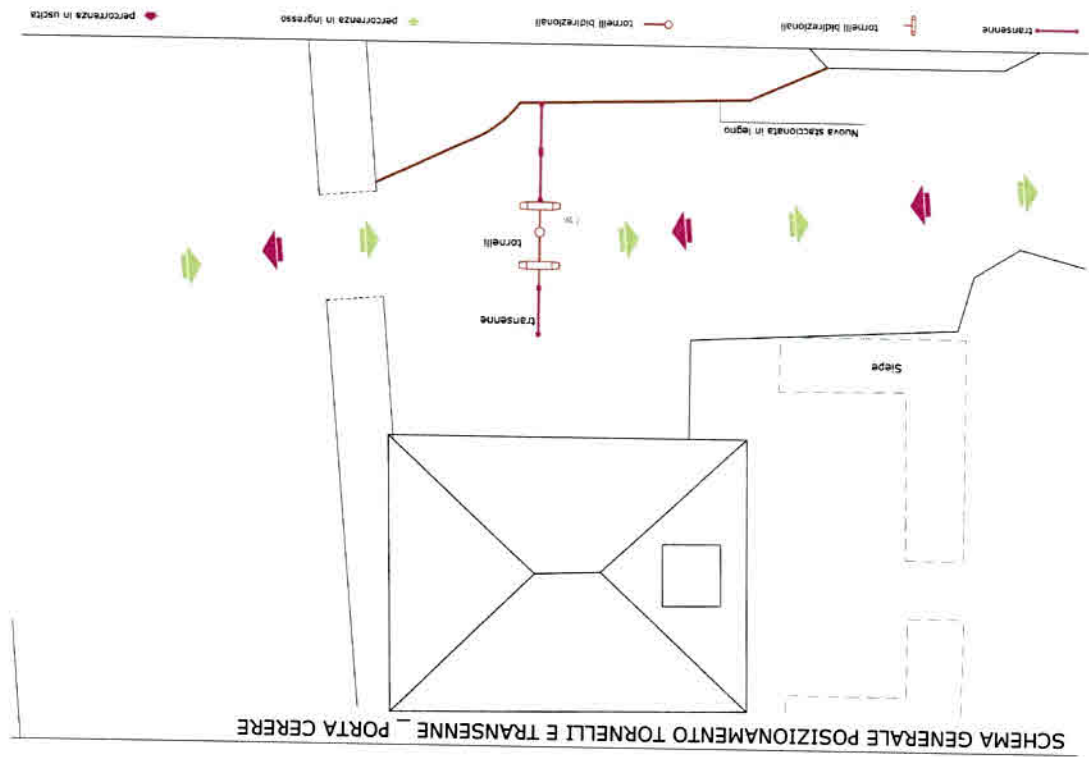 SCHEMA GENERALE POSIZIONAMENTO TORNELLI E TRANSENNE _ PORTA CERERE
Siepe
transenne
tornelli
Nuova staccionata in legno
transenne
tornelli bidirezionali
tornelli bidirezionali
percorrenza in ingresso
percorrenza in uscita